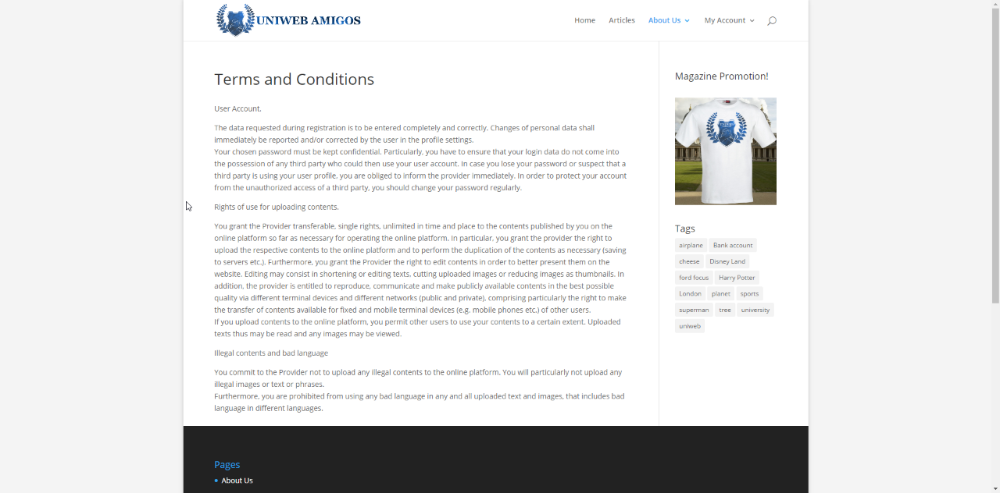 UNIWEB AMIGOS
Home
Articles
About Us
My Account
Terms and Conditions
User Account.
The data requested during registration is to be entered completely and correctly. Changes of personal data shall
immediately be reported and/or corrected by the user in the profile settings.
Your chosen password must be kept confidential. Particularly, you have to ensure that your login data do not come into
the possession of any third party who could then use your user account. In case you lose your password or suspect that a
third party is using your user profile, you are obliged to inform the provider immediately. In order to protect your account
from the unauthorized access of a third party, you should change your password regularly.
Rights of use for uploading contents.
You grant the Provider transferable, single rights, unlimited in time and place to the contents published by you on the
online platform so far as necessary for operating the online platform. In particular, you grant the provider the right to
upload the respective contents to the online platform and to perform the duplication of the contents as necessary (saving
to servers etc.). Furthermore, you grant the Provider the right to edit contents in order to better present them on the
website. Editing may consist in shortening or editing texts, cutting uploaded images or reducing images as thumbnails. In
addition, the provider is entitled to reproduce, communicate and make publicly available contents in the best possible
quality via different terminal devices and different networks (public and private), comprising particularly the right to make
the transfer of contents available for fixed and mobile terminal devices (e.g. mobile phones etc.) of other users.
If you upload contents to the online platform, you permit other users to use your contents to a certain extent. Uploaded
texts thus may be read and any images may be viewed.
Illegal contents and bad language
You commit to the Provider not to upload any illegal contents to the online platform. You will particularly not upload any
illegal images or text or phrases.
Furthermore, you are prohibited from using any bad language in any and all uploaded text and images, that includes bad
language in different languages.
Magazine Promotion!
Tags
airplane Bank account
cheese Disney Land
ford focus Harry Potter
London planet sports
superman tree university
uniweb
Pages
About Us